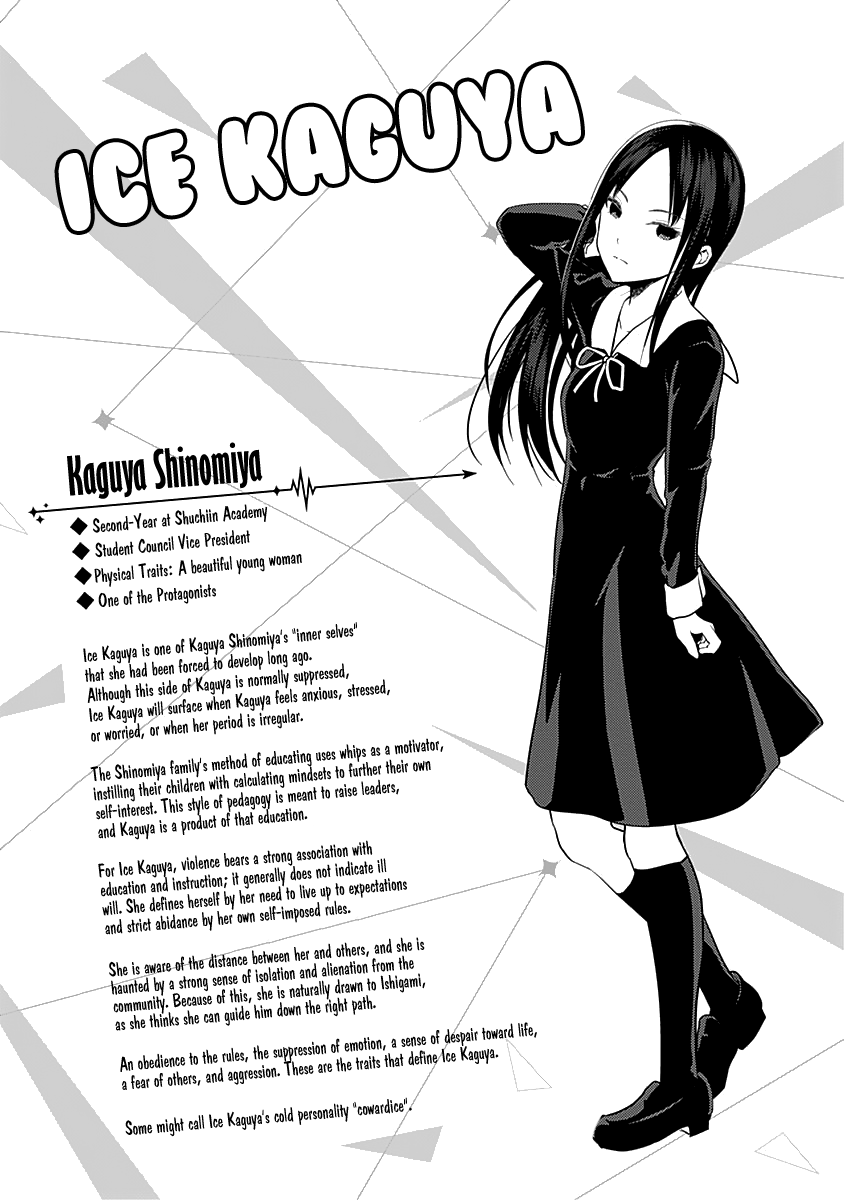 ICE KAGUYA
Kaguya Shinomiya
Second-Year at Shuchiin Academy
Student Council Vice President
Physical Traits: A beautiful young woman
One of the Protagonists
Ice Kaguya is one of Kaguya Shinomiya's "inner selves"
that she had been forced to develop long ago.
Although this side of Kaguya is normally suppressed,
Ice Kaguya will surface when Kaguya feels anxious, stressed,
or worried, or when her period is irregular.
The Shinomiya family's method of educating uses whips as a motivator,
instilling their children with calculating mindsets to further their own
self-interest. This style of pedagogy is meant to raise leaders,
and Kaguya is a product of that education.
For Ice Kaguya, violence bears a strong association with
education and instruction; it generally does not indicate ill
will. She defines herself by her need to live up to expectations
and strict abidance by her own self-imposed rules.
She is aware of the distance between her and others, and she is
haunted by a strong sense of isolation and alienation from the
community. Because of this, she is naturally drawn to Ishigami,
as she thinks she can guide him down the right path.
An obedience to the rules, the suppression of emotion, a sense of despair toward life,
a fear of others, and aggression. These are the traits that define Ice Kaguya.
Some might call Ice Kaguya's cold personality "cowardice".